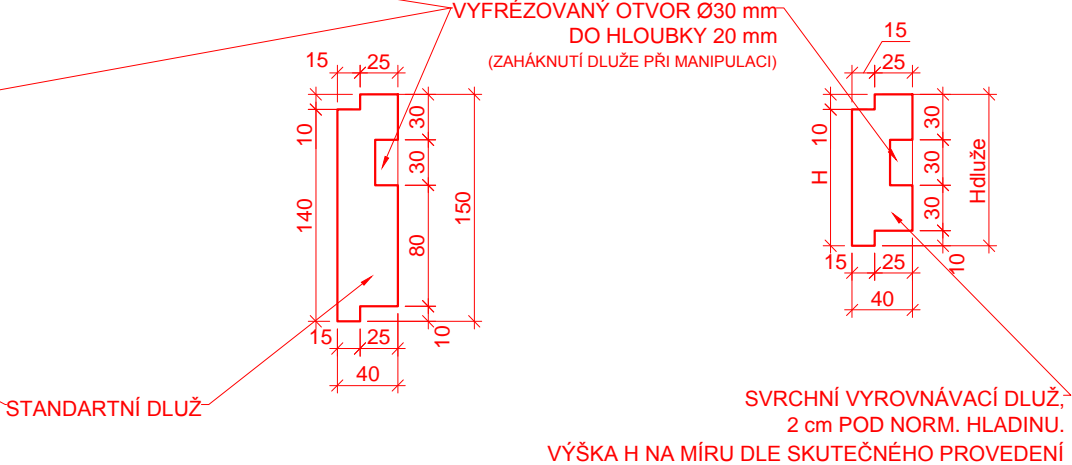 VYFRÉZOVANÝ OTVOR Ø30 mm
DO HLOUBKY 20 mm
(ZAHÁKNUTÍ DLUŽE PŘI MANIPULACI)
15
25
10
140
30
30
80
150
15
25
10
40
STANDARTNÍ DLUŽ
15
25
10
H
30
30
30
Hdluže
15
25
10
40
SVRCHNÍ VYROVNÁVACÍ DLUŽ,
2 cm POD NORM. HLADINU.
VÝŠKA H NA MÍRU DLE SKUTEČNÉHO PROVEDENÍ